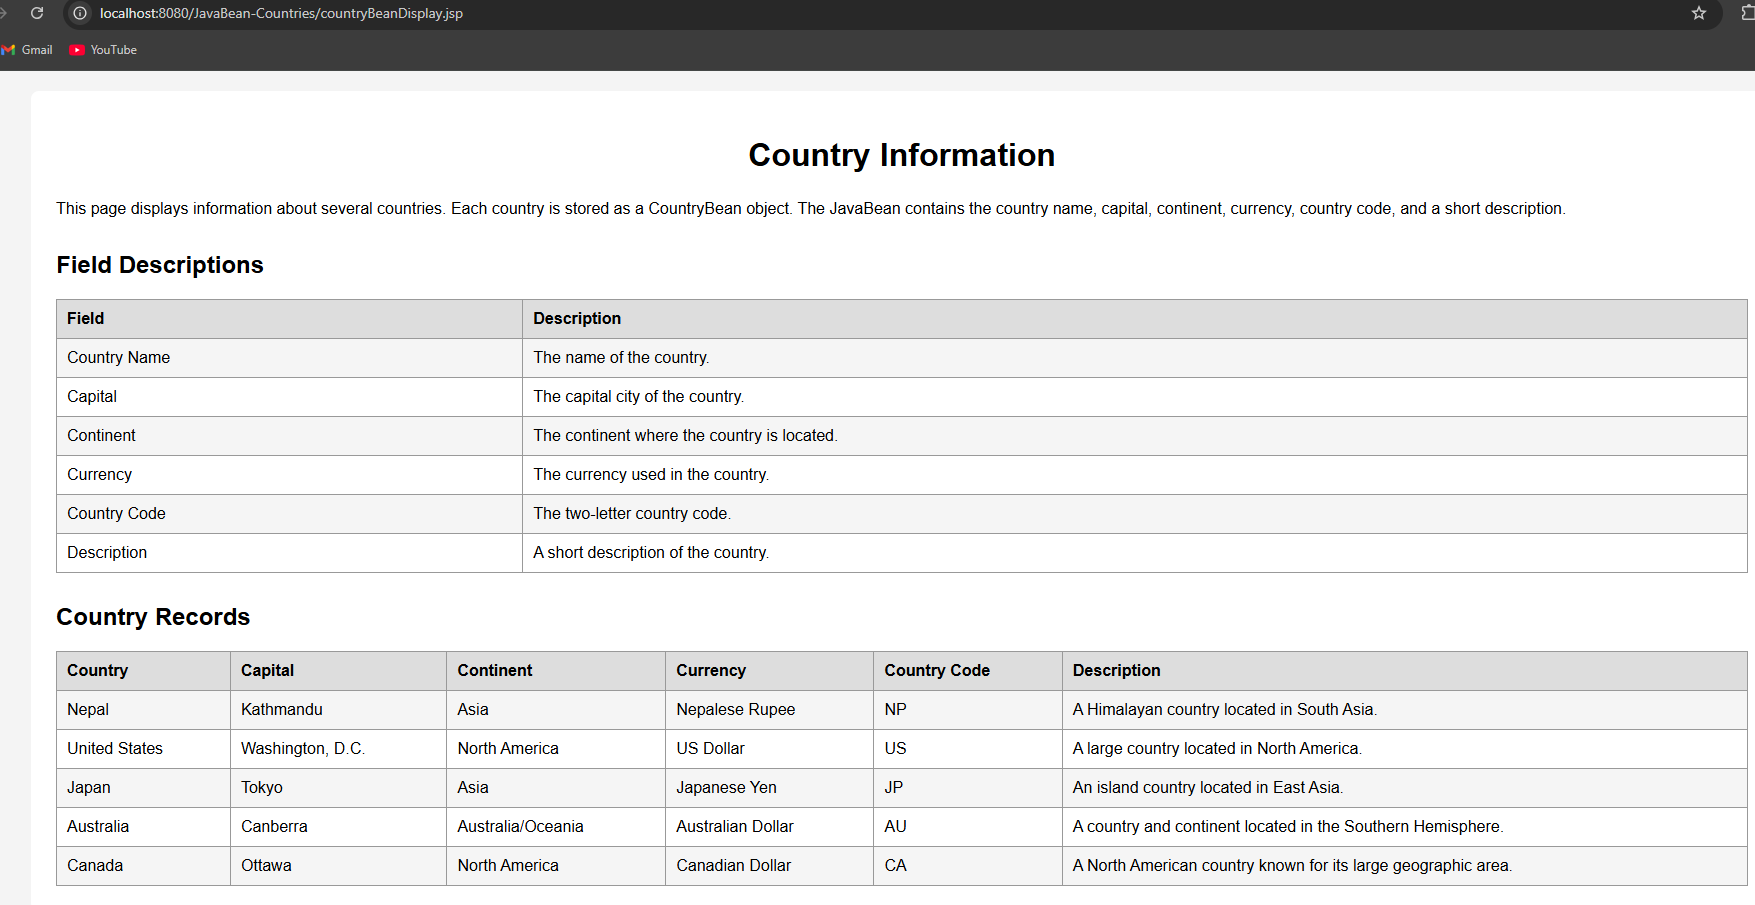 localhost:8080/JavaBean-Countries/countryBeanDisplay.jsp
Gmail YouTube
Country Information
This page displays information about several countries. Each country is stored as a CountryBean object. The JavaBean contains the country name, capital, continent, currency, country code, and a short description.
Field Descriptions
Field Description
Country Name The name of the country.
Capital The capital city of the country.
Continent The continent where the country is located.
Currency The currency used in the country.
Country Code The two-letter country code.
Description A short description of the country.
Country Records
Country Capital Continent Currency Country Code Description
Nepal Kathmandu Asia Nepalese Rupee NP A Himalayan country located in South Asia.
United States Washington, D.C. North America US Dollar US A large country located in North America.
Japan Tokyo Asia Japanese Yen JP An island country located in East Asia.
Australia Canberra Australia/Oceania Australian Dollar AU A country and continent located in the Southern Hemisphere.
Canada Ottawa North America Canadian Dollar CA A North American country known for its large geographic area.